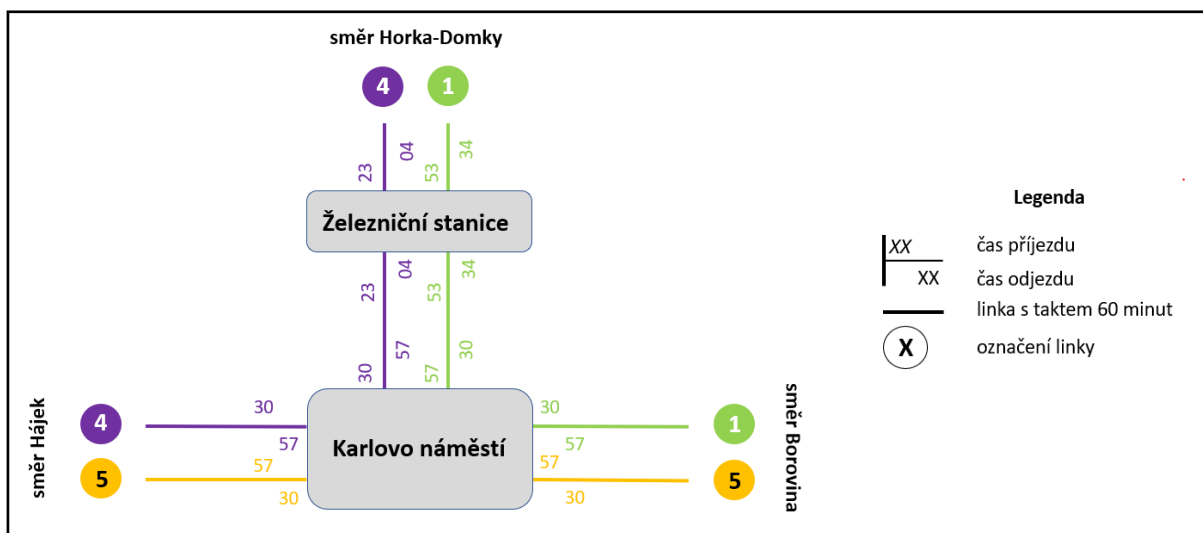 směr Horka-Domky
4 1
23 04 53 34
Železniční stanice
23 04 53 34
30 57 57 30
směr Hájek
4 30
57
5 57
30
Karlovo náměstí
30 1
57
57 5
30
směr Borovina
Legenda
XX čas příjezdu
XX čas odjezdu
linka s taktem 60 minut
X označení linky